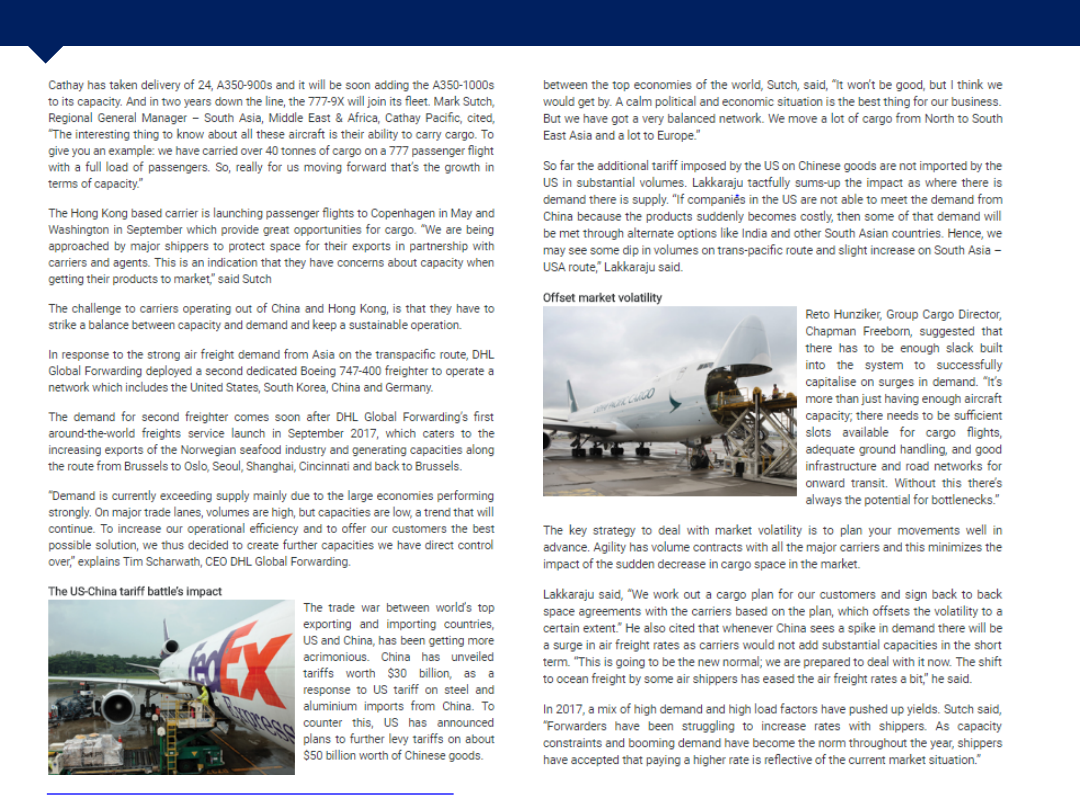 Cathay has taken delivery of 24, A350-900s and it will be soon adding the A350-1000s
to its capacity. And in two years down the line, the 777-9X will join its fleet. Mark Sutch,
Regional General Manager – South Asia, Middle East & Africa, Cathay Pacific, cited,
“The interesting thing to know about all these aircraft is their ability to carry cargo. To
give you an example: we have carried over 40 tonnes of cargo on a 777 passenger flight
with a full load of passengers. So, really for us moving forward that’s the growth in
terms of capacity.”
The Hong Kong based carrier is launching passenger flights to Copenhagen in May and
Washington in September which provide great opportunities for cargo. “We are being
approached by major shippers to protect space for their exports in partnership with
carriers and agents. This is an indication that they have concerns about capacity when
getting their products to market,” said Sutch
The challenge to carriers operating out of China and Hong Kong, is that they have to
strike a balance between capacity and demand and keep a sustainable operation.
In response to the strong air freight demand from Asia on the transpacific route, DHL
Global Forwarding deployed a second dedicated Boeing 747-400 freighter to operate a
network which includes the United States, South Korea, China and Germany.
The demand for second freighter comes soon after DHL Global Forwarding’s first
around-the-world freights service launch in September 2017, which caters to the
increasing exports of the Norwegian seafood industry and generating capacities along
the route from Brussels to Oslo, Seoul, Shanghai, Cincinnati and back to Brussels.
“Demand is currently exceeding supply mainly due to the large economies performing
strongly. On major trade lanes, volumes are high, but capacities are low, a trend that will
continue. To increase our operational efficiency and to offer our customers the best
possible solution, we thus decided to create further capacities we have direct control
over,” explains Tim Scharwath, CEO DHL Global Forwarding.
The US-China tariff battle’s impact
FedEx
Express
The trade war between world’s top
exporting and importing countries,
US and China, has been getting more
acrimonious. China has unveiled
tariffs worth $30 billion, as a
response to US tariff on steel and
aluminium imports from China. To
counter this, US has announced
plans to further levy tariffs on about
$50 billion worth of Chinese goods.
between the top economies of the world, Sutch, said, “It won’t be good, but I think we
would get by. A calm political and economic situation is the best thing for our business.
But we have got a very balanced network. We move a lot of cargo from North to South
East Asia and a lot to Europe.”
So far the additional tariff imposed by the US on Chinese goods are not imported by the
US in substantial volumes. Lakkaraju tactfully sums-up the impact as where there is
demand there is supply. “If companies in the US are not able to meet the demand from
China because the products suddenly becomes costly, then some of that demand will
be met through alternate options like India and other South Asian countries. Hence, we
may see some dip in volumes on trans-pacific route and slight increase on South Asia –
USA route,” Lakkaraju said.
Offset market volatility
CATHAY PACIFIC CARGO
Reto Hunziker, Group Cargo Director,
Chapman Freeborn, suggested that
there has to be enough slack built
into the system to successfully
capitalise on surges in demand. “It’s
more than just having enough aircraft
capacity; there needs to be sufficient
slots available for cargo flights,
adequate ground handling, and good
infrastructure and road networks for
onward transit. Without this there’s
always the potential for bottlenecks.”
The key strategy to deal with market volatility is to plan your movements well in
advance. Agility has volume contracts with all the major carriers and this minimizes the
impact of the sudden decrease in cargo space in the market.
Lakkaraju said, “We work out a cargo plan for our customers and sign back to back
space agreements with the carriers based on the plan, which offsets the volatility to a
certain extent.” He also cited that whenever China sees a spike in demand there will be
a surge in air freight rates as carriers would not add substantial capacities in the short
term. “This is going to be the new normal; we are prepared to deal with it now. The shift
to ocean freight by some air shippers has eased the air freight rates a bit,” he said.
In 2017, a mix of high demand and high load factors have pushed up yields. Sutch said,
“Forwarders have been struggling to increase rates with shippers. As capacity
constraints and booming demand have become the norm throughout the year, shippers
have accepted that paying a higher rate is reflective of the current market situation.”